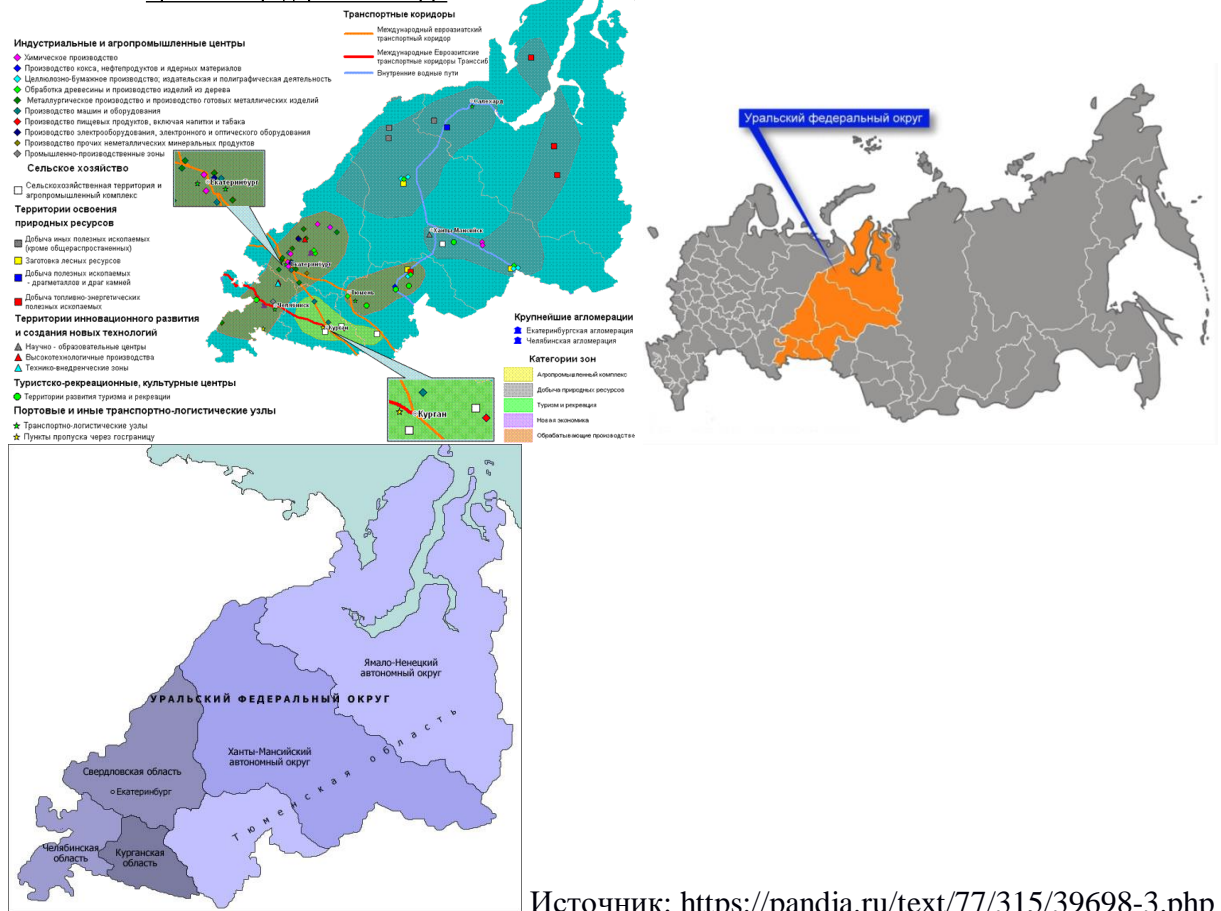 Транспортные коридоры
Международный евроазиатский
транспортный коридор
Международные Евроазитские
транспортные коридоры Транссиб
Внутренние водные пути
Индустриальные и агропромышленные центры
Химическое производство
Производство кокса, нефтепродуктов и ядерных материалов
Целлюлозно-бумажное производство; издательская и полиграфическая деятельность
Обработка древесины и производство изделий из дерева
Металлургическое производство и производство готовых металлических изделий
Производство машин и оборудования
Производство пищевых продуктов, включая напитки и табака
Производство электрооборудования, электронного и оптического оборудования
Производство прочих неметаллических минеральных продуктов
Промышленно-производственные зоны
Сельское хозяйство
Сельскохозяйственная территория и
агропромышленный комплекс
Территории освоения
природных ресурсов
Добыча иных полезных ископаемых
(кроме общераспространенных)
Заготовка лесных ресурсов
Добыча полезных ископаемых
- драгметаллов и драг камней
Добыча топливно-энергетических
полезных ископаемых
Территории инновационного развития
и создания новых технологий
Научно - образовательные центры
Высокотехнологичные производства
Технико-внедренческие зоны
Туристско-рекреационные, культурные центры
Территории развития туризма и рекреации
Портовые и иные транспортно-логистические узлы
Транспортно-логистические узлы
Пункты пропуска через госграницу
Екатеринбург
Салехард
Ханты Мансийск
Екатеринбург
Тюмень
Челябинск
Курган
Курган
Крупнейшие агломерации
Екатеринбургская агломерация
Челябинская агломерация
Категории зон
Агропромышленный комплекс
Добыча природных ресурсов
Туризм и рекреация
Новая экономика
Обрабатывающие производства
Уральский федеральный округ
Ямало-Ненецкий
автономный округ
УРАЛЬСКИЙ ФЕДЕРАЛЬНЫЙ ОКРУГ
Ханты-Мансийский
автономный округ
Тюменская область
Свердловская область
Екатеринбург
Челябинская
область
Курганская
область
Источник: https://pandia.ru/text/77/315/39698-3.php